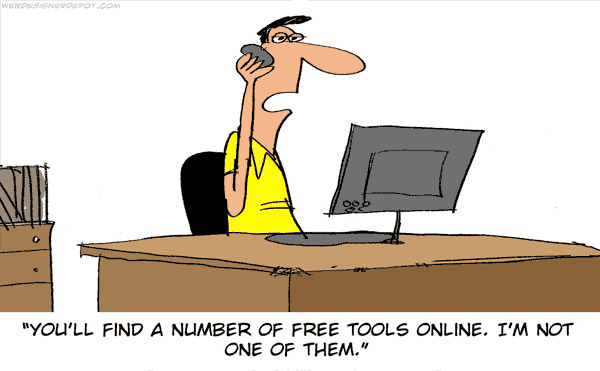 WEBDESIGNERDEPOT.COM
"YOU'LL FIND A NUMBER OF FREE TOOLS ONLINE. I'M NOT
ONE OF THEM."